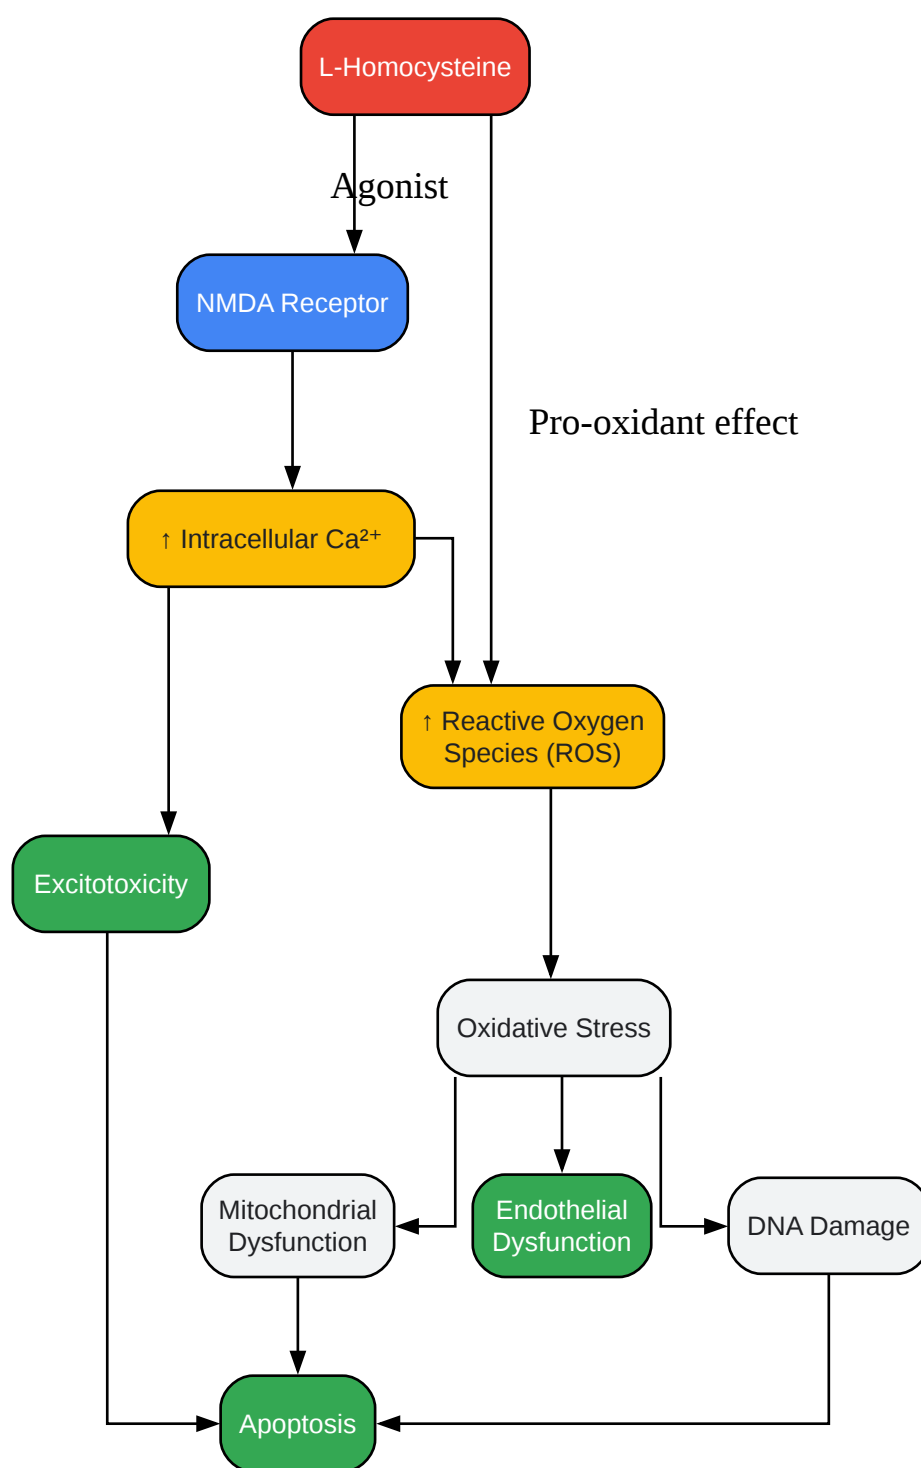 L-Homocysteine
Agonist
NMDA Receptor
Pro-oxidant effect
↑ Intracellular Ca²⁺
↑ Reactive Oxygen
Species (ROS)
Excitotoxicity
Oxidative Stress
Mitochondrial
Dysfunction
Endothelial
Dysfunction
DNA Damage
Apoptosis